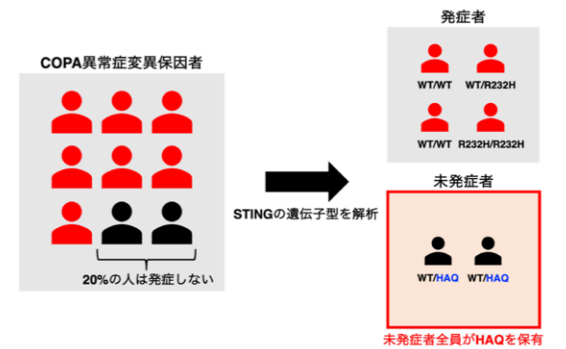 COPA異常症変異保因者
20%の人は発症しない
STINGの遺伝子型を解析
発症者
WT/WT WT/R232H
WT/WT R232H/R232H
未発症者
WT/HAQ WT/HAQ
未発症者全員がHAQを保有